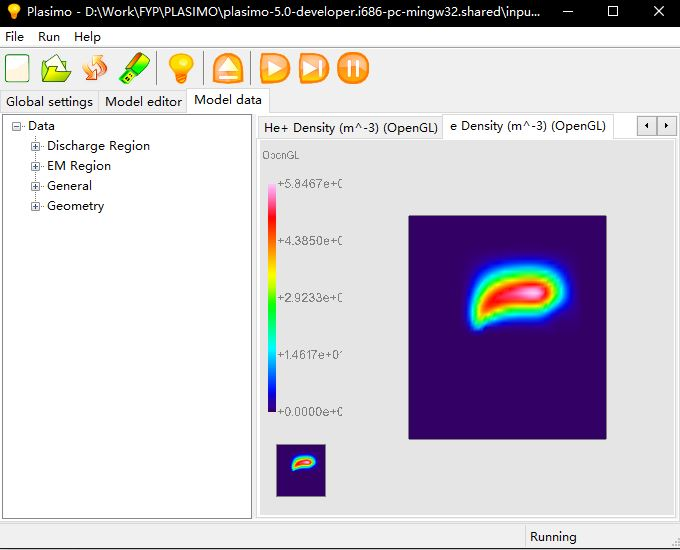 Plasimo - D:\Work\FYP\PLASIMO\plasimo-5.0-developer.i686-pc-mingw32.shared\inpu...
File Run Help
Global settings Model editor Model data
Data
Discharge Region
EM Region
General
Geometry
He+ Density (m^-3) (OpenGL) e Density (m^-3) (OpenGL)
OpenGL
+5.8467e+0
+4.3850e+0
+2.9233e+0
+1.4617e+01
+0.0000e+0
Running